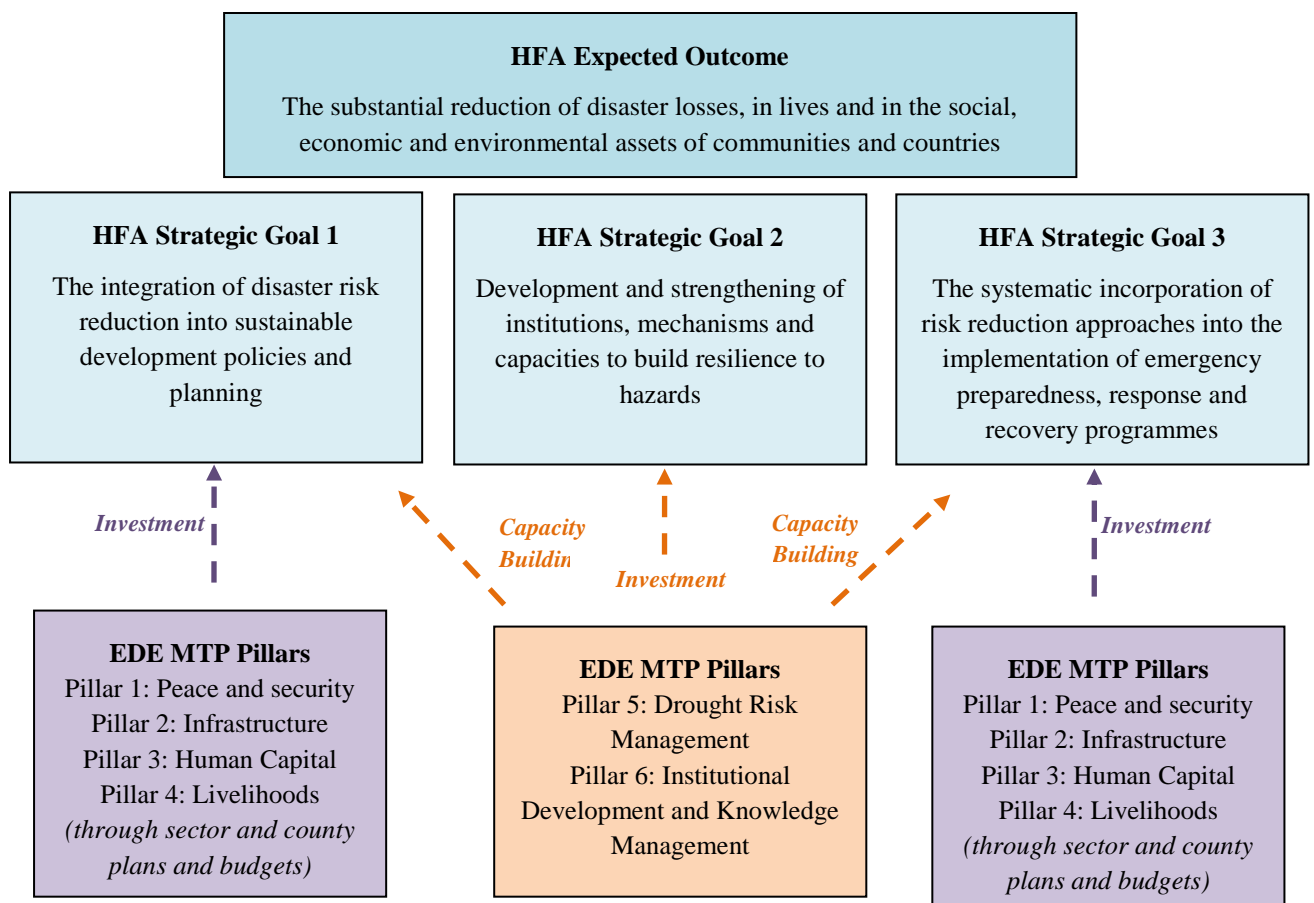 HFA Expected Outcome
The substantial reduction of disaster losses, in lives and in the social,
economic and environmental assets of communities and countries
HFA Strategic Goal 1
The integration of disaster risk
reduction into sustainable
development policies and
planning
HFA Strategic Goal 2
Development and strengthening of
institutions, mechanisms and
capacities to build resilience to
hazards
HFA Strategic Goal 3
The systematic incorporation of
risk reduction approaches into the
implementation of emergency
preparedness, response and
recovery programmes
Investment
Capacity
Buildin
Investment
Capacity
Building
Investment
EDE MTP Pillars
Pillar 1: Peace and security
Pillar 2: Infrastructure
Pillar 3: Human Capital
Pillar 4: Livelihoods
(through sector and county
plans and budgets)
EDE MTP Pillars
Pillar 5: Drought Risk
Management
Pillar 6: Institutional
Development and Knowledge
Management
EDE MTP Pillars
Pillar 1: Peace and security
Pillar 2: Infrastructure
Pillar 3: Human Capital
Pillar 4: Livelihoods
(through sector and county
plans and budgets)